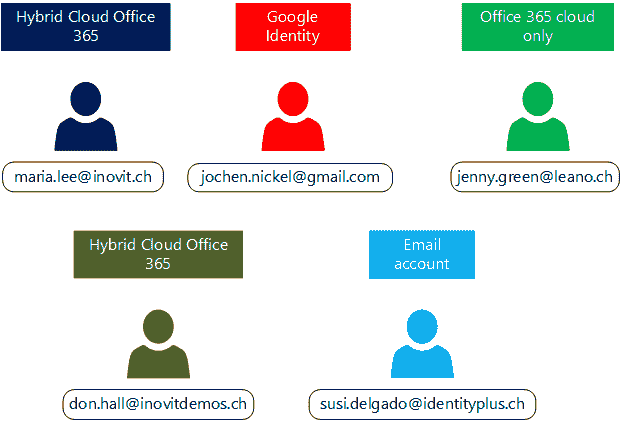 Hybrid Cloud Office
365
Google
Identity
Office 365 cloud
only
maria.lee@inovit.ch
jochen.nickel@gmail.com
jenny.green@leano.ch
Hybrid Cloud Office
365
Email
account
don.hall@inovitdemos.ch
susi.delgado@identityplus.ch